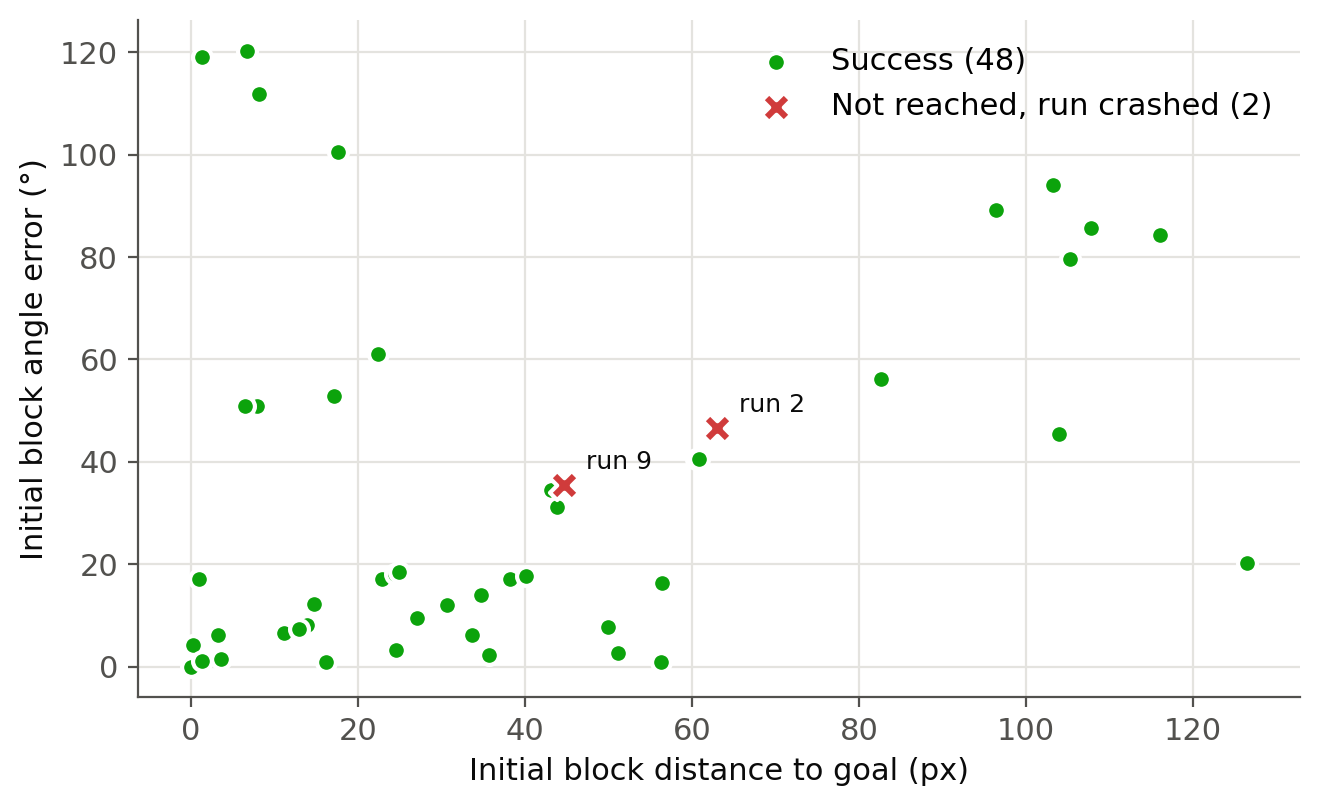 Success (48)
Not reached, run crashed (2)
run 2
run 9
Initial block angle error (°)
120
100
80
60
40
20
0
0 20 40 60 80 100 120
Initial block distance to goal (px)